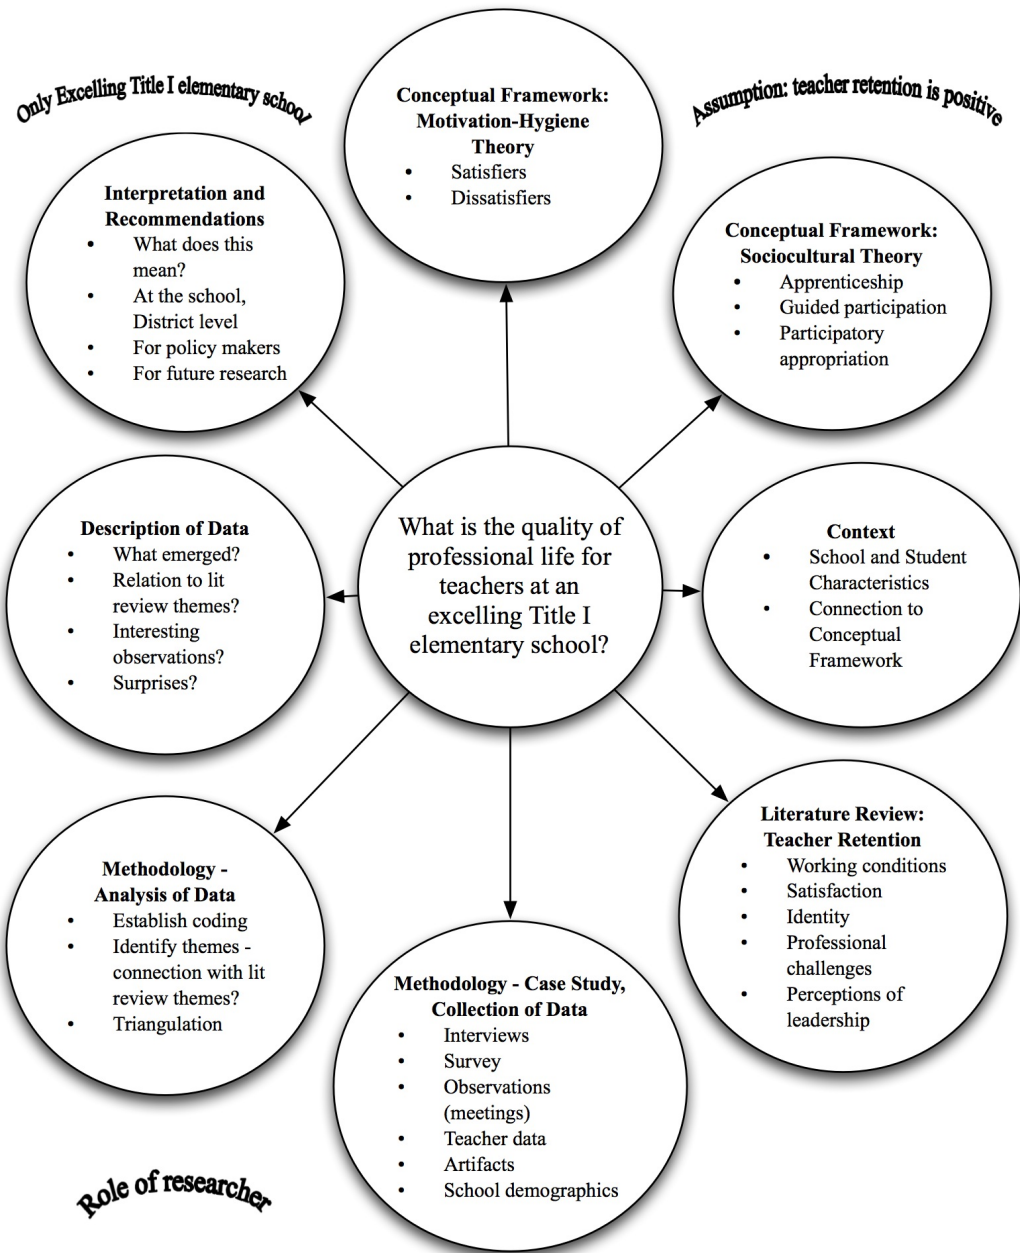 Only Excelling Title I elementary school
Assumption: teacher retention is positive
Conceptual Framework:
Motivation-Hygiene
Theory
• Satisfiers
• Dissatisfiers
Conceptual Framework:
Sociocultural Theory
• Apprenticeship
• Guided participation
• Participatory
appropriation
Context
• School and Student
Characteristics
• Connection to
Conceptual
Framework
Literature Review:
Teacher Retention
• Working conditions
• Satisfaction
• Identity
• Professional
challenges
• Perceptions of
leadership
Methodology - Case Study,
Collection of Data
• Interviews
• Survey
• Observations
(meetings)
• Teacher data
• Artifacts
• School demographics
Methodology -
Analysis of Data
• Establish coding
• Identify themes -
connection with lit
review themes?
• Triangulation
Description of Data
• What emerged?
• Relation to lit
review themes?
• Interesting
observations?
• Surprises?
Interpretation and
Recommendations
• What does this
mean?
• At the school,
District level
• For policy makers
• For future research
What is the quality of
professional life for
teachers at an
excelling Title I
elementary school?
Role of researcher